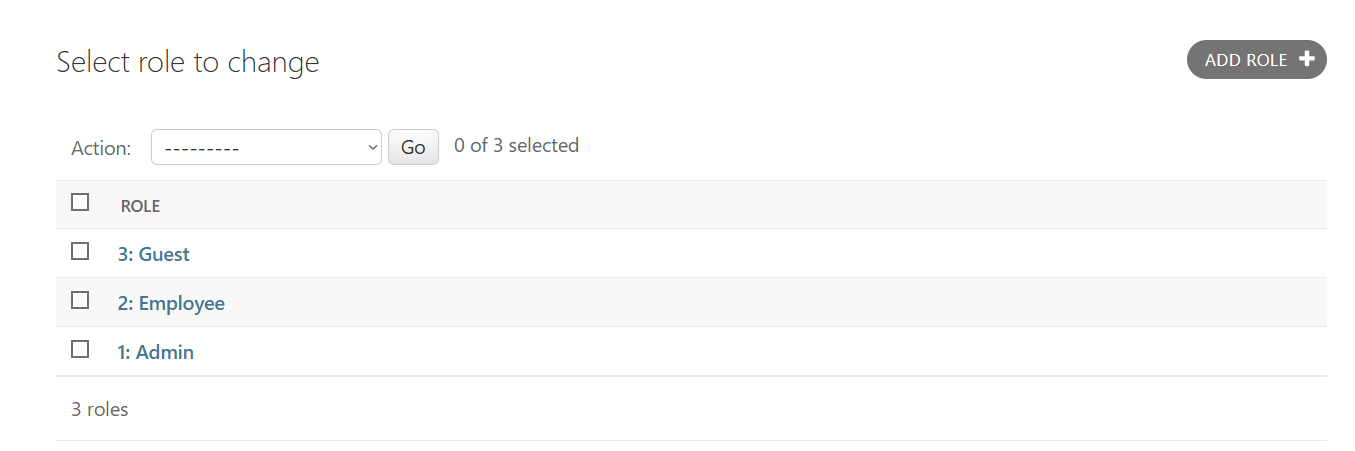 Select role to change
ADD ROLE
Action: --------- Go 0 of 3 selected
ROLE
3: Guest
2: Employee
1: Admin
3 roles